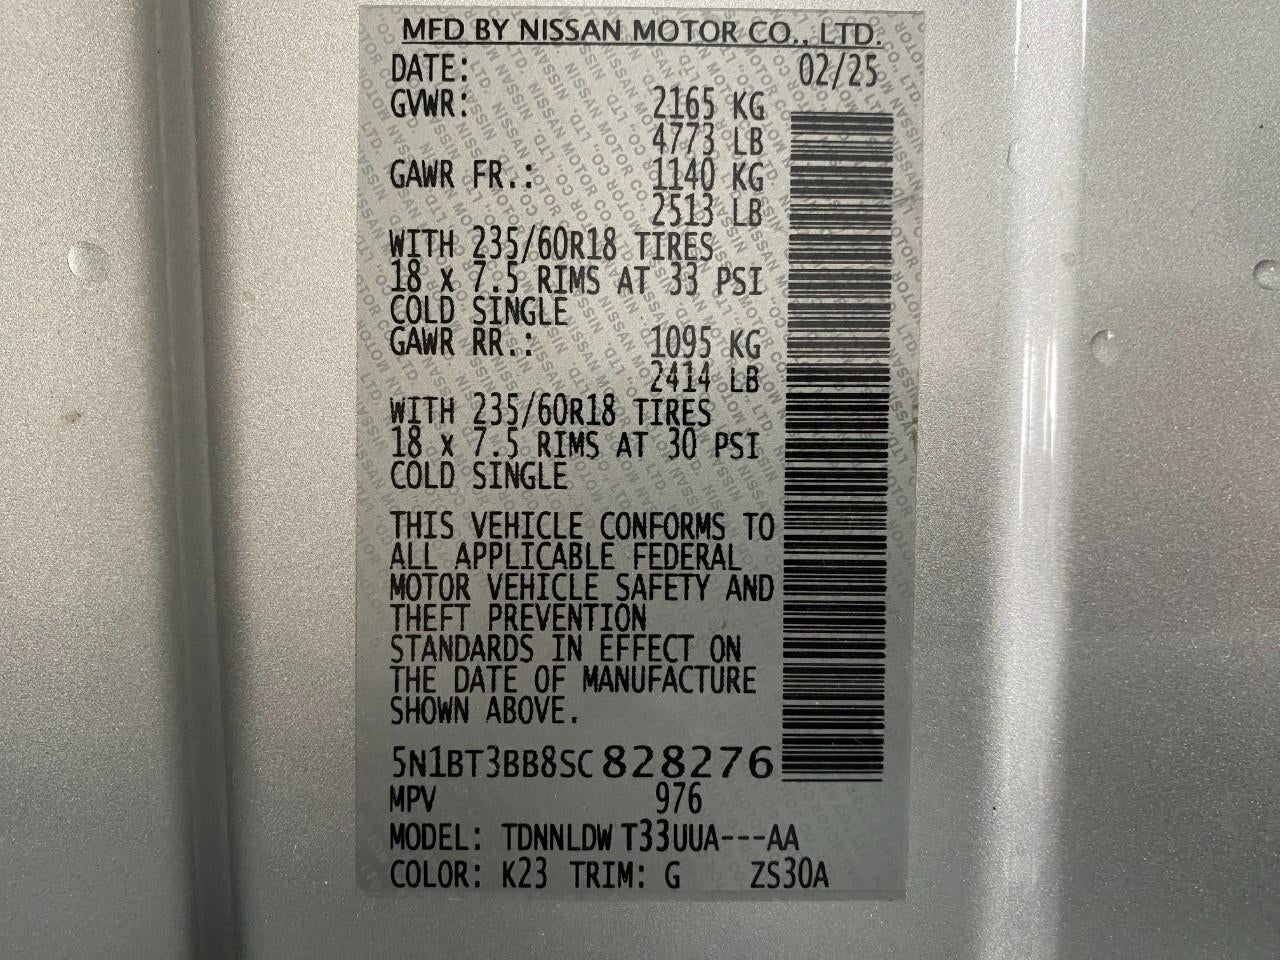 MFD BY NISSAN MOTOR CO., LTD.
DATE: 02/25
GVWR: 2165 KG
4773 LB
GAWR FR.: 1140 KG
2513 LB
WITH 235/60R18 TIRES
18 x 7.5 RIMS AT 33 PSI
COLD SINGLE
GAWR RR.: 1095 KG
2414 LB
WITH 235/60R18 TIRES
18 x 7.5 RIMS AT 30 PSI
COLD SINGLE
THIS VEHICLE CONFORMS TO
ALL APPLICABLE FEDERAL
MOTOR VEHICLE SAFETY AND
THEFT PREVENTION
STANDARDS IN EFFECT ON
THE DATE OF MANUFACTURE
SHOWN ABOVE.
5N1BT3BB8SC828276
MPV 976
MODEL: TDNNLDW T33UUA---AA
COLOR: K23 TRIM: G ZS30A